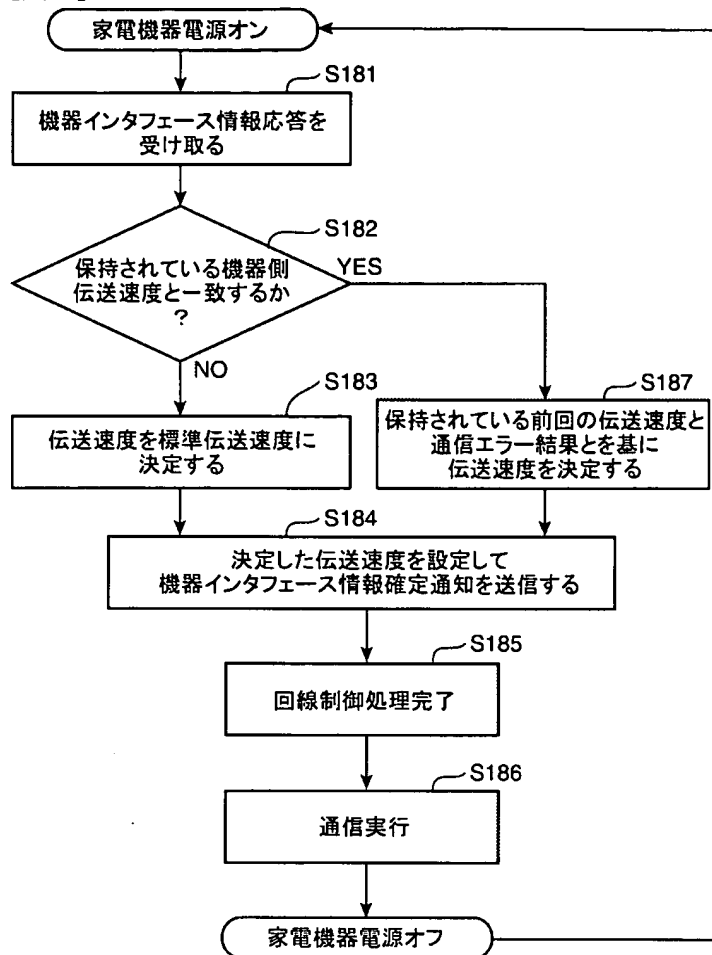 家電機器電源オン
S181
機器インタフェース情報応答を
受け取る
S182
保持されている機器側
伝送速度と一致するか
?
YES
NO
S183
伝送速度を標準伝送速度に
決定する
S187
保持されている前回の伝送速度と
通信エラー結果とを基に
伝送速度を決定する
S184
決定した伝送速度を設定して
機器インタフェース情報確定通知を送信する
S185
回線制御処理完了
S186
通信実行
家電機器電源オフ